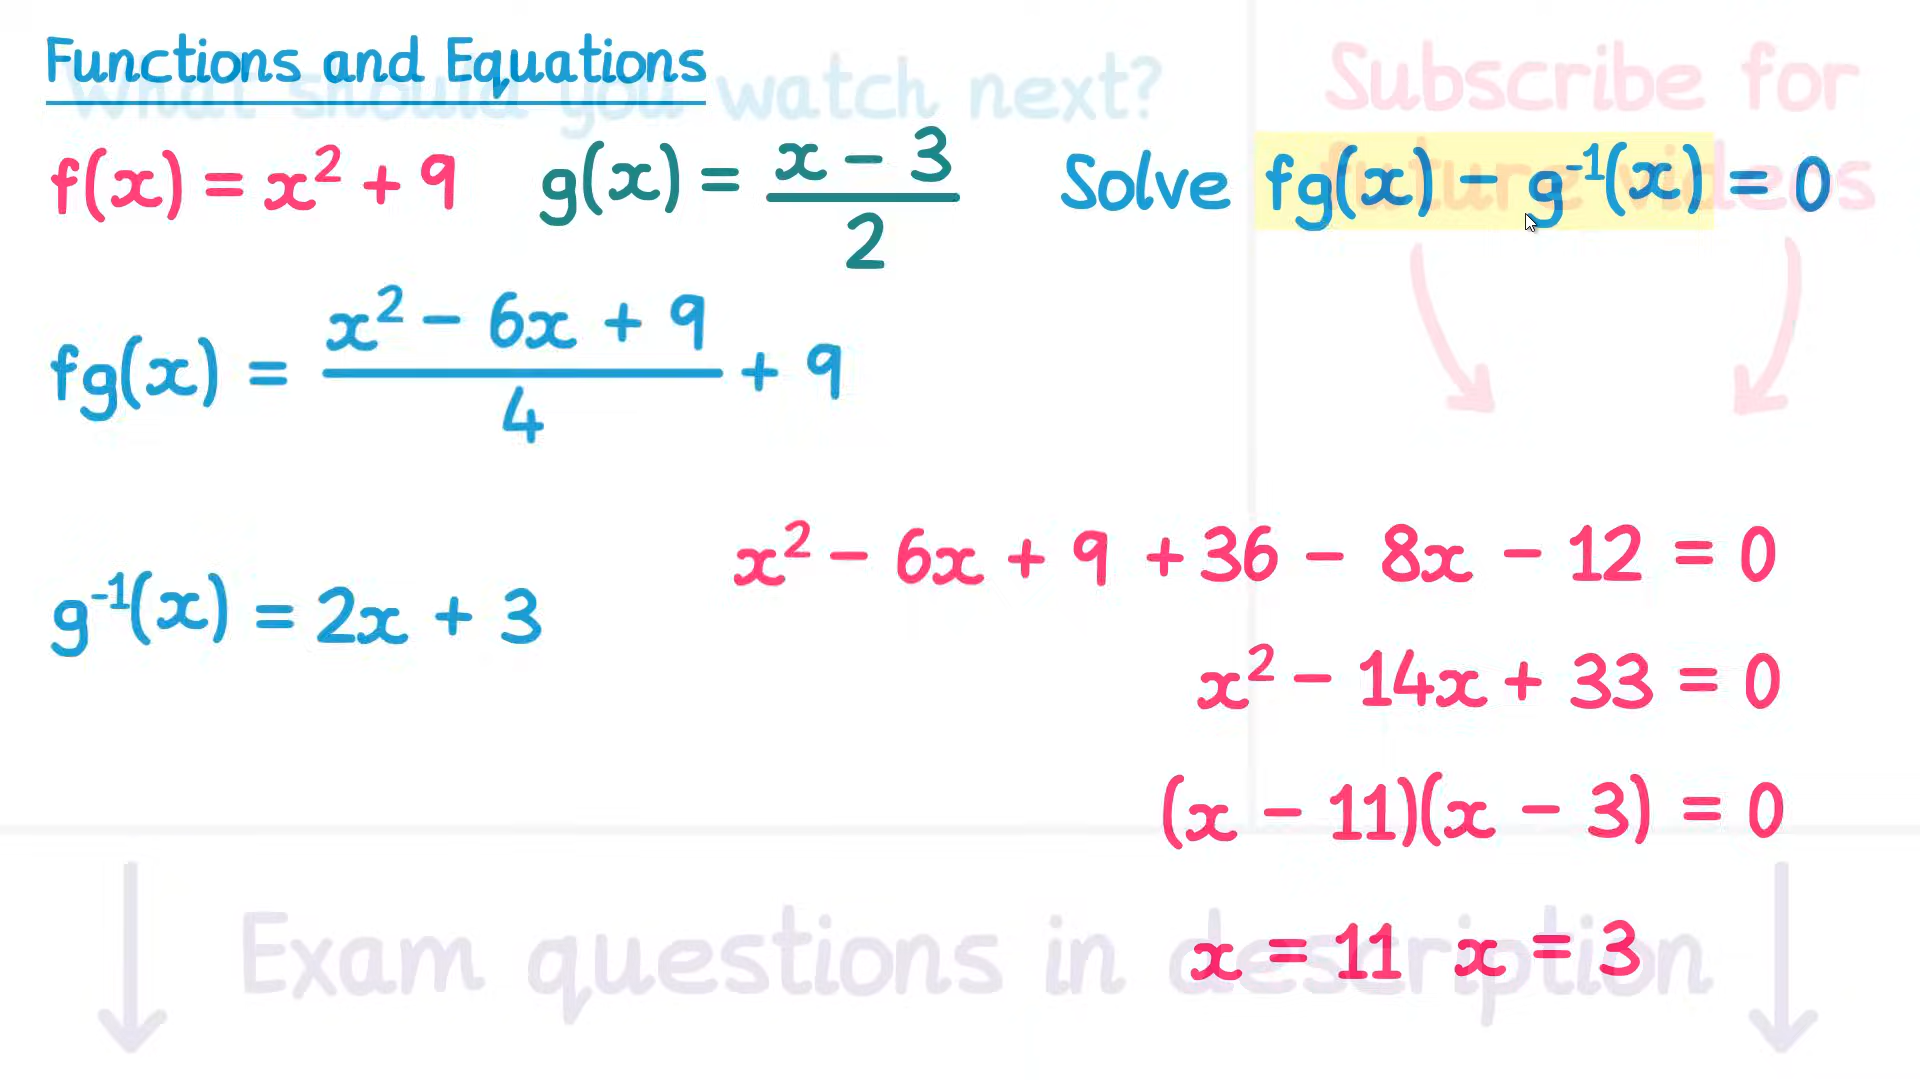 Functions and Equations
What should you watch next?
Subscribe for
future videos
f(x) = x² + 9
g(x) = (x - 3)/2
Solve fg(x) - g⁻¹(x) = 0
fg(x) = (x² - 6x + 9)/4 + 9
x² - 6x + 9 + 36 - 8x - 12 = 0
g⁻¹(x) = 2x + 3
x² - 14x + 33 = 0
(x - 11)(x - 3) = 0
x = 11 x = 3
Exam questions in description